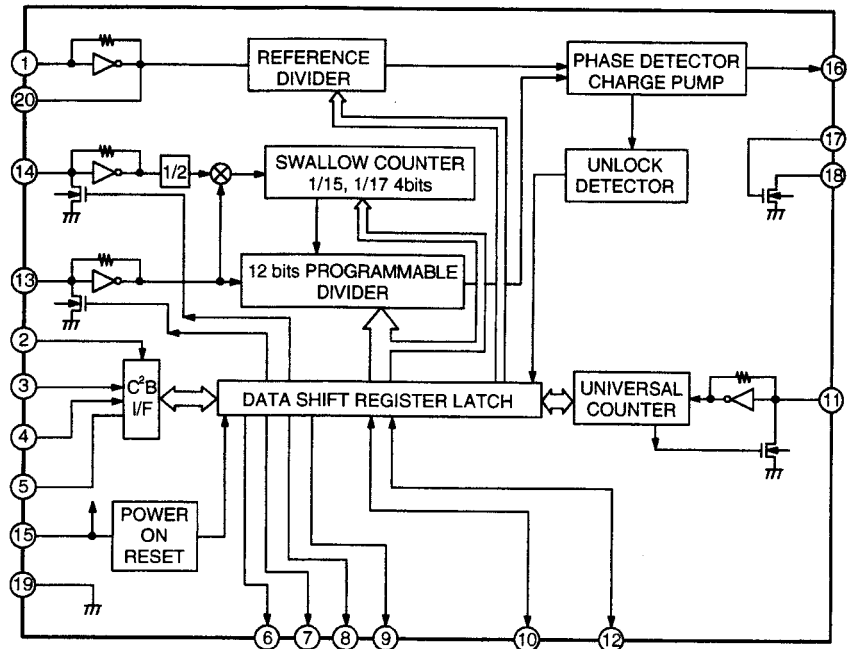 1
REFERENCE
DIVIDER
PHASE DETECTOR
CHARGE PUMP
16
20
17
14
1/2
SWALLOW COUNTER
1/15, 1/17 4bits
UNLOCK
DETECTOR
18
13
12 bits PROGRAMMABLE
DIVIDER
2
3
C²B
I/F
DATA SHIFT REGISTER LATCH
UNIVERSAL
COUNTER
11
4
5
15
POWER
ON
RESET
19
6
7
8
9
10
12